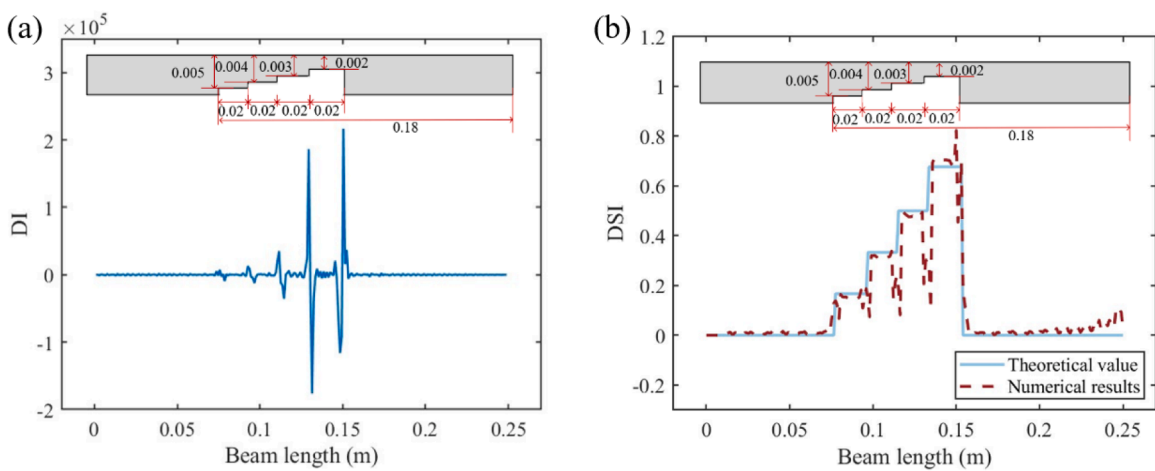 (a)
×10⁵
DI
3
2
1
0
-1
-2
0.005
0.004
0.003
0.002
0.02 0.02 0.02 0.02
0.18
0 0.05 0.1 0.15 0.2 0.25
Beam length (m)
(b)
DSI
1.2
1
0.8
0.6
0.4
0.2
0
-0.2
0.005
0.004
0.003
0.002
0.02 0.02 0.02 0.02
0.18
Theoretical value
Numerical results
0 0.05 0.1 0.15 0.2 0.25
Beam length (m)